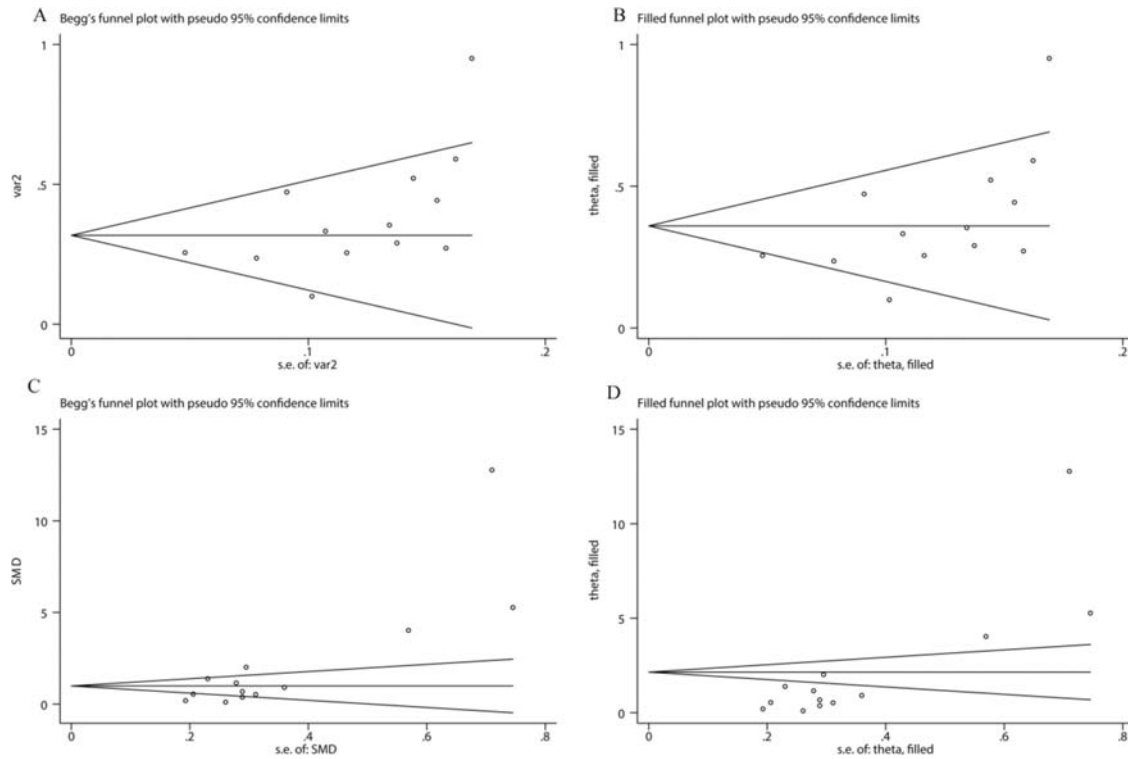 A
Begg's funnel plot with pseudo 95% confidence limits
1
var2
.5
0
0
.1
.2
s.e. of: var2
B
Filled funnel plot with pseudo 95% confidence limits
1
theta, filled
.5
0
0
.1
.2
s.e. of: theta, filled
C
Begg's funnel plot with pseudo 95% confidence limits
15
10
SMD
5
0
0
.2
.4
.6
.8
s.e. of: SMD
D
Filled funnel plot with pseudo 95% confidence limits
15
10
theta, filled
5
0
0
.2
.4
.6
.8
s.e. of: theta, filled